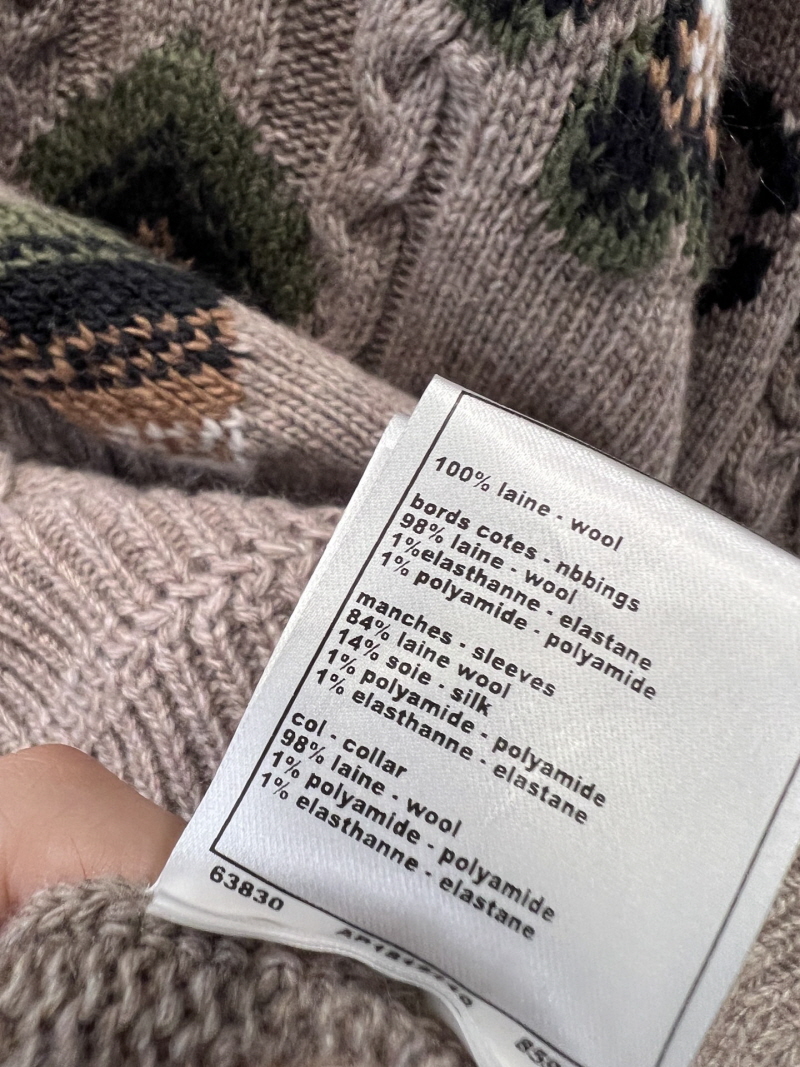 100% laine - wool
bords cotes - nbbings
98% laine - wool
1%elasthanne - elastane
1% polyamide - polyamide
manches - sleeves
84% laine wool
14% soie - silk
1% polyamide - polyamide
1% elasthanne - elastane
col - collar
98% laine - wool
1% polyamide - polyamide
1% elasthanne - elastane
63830